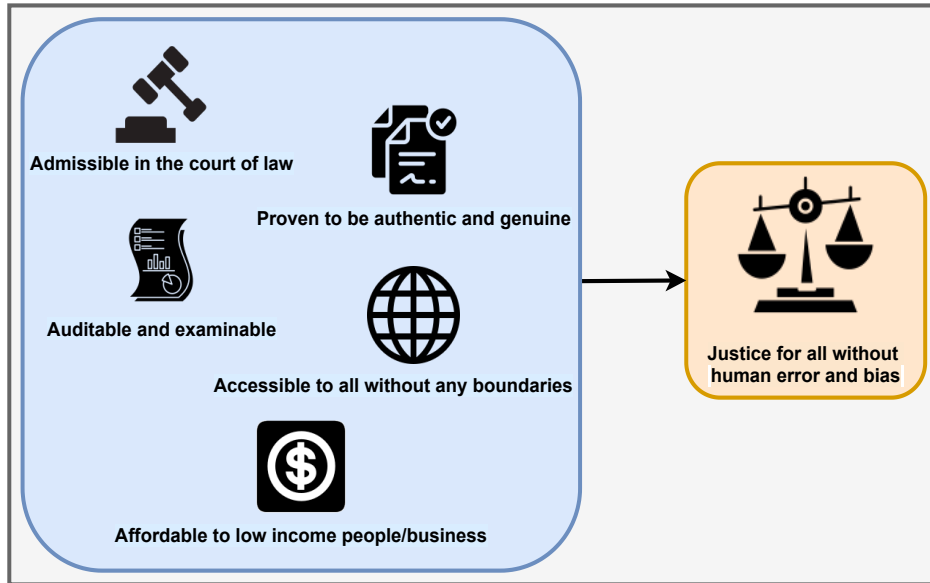 Admissible in the court of law
Proven to be authentic and genuine
Auditable and examinable
Accessible to all without any boundaries
Affordable to low income people/business
Justice for all without
human error and bias